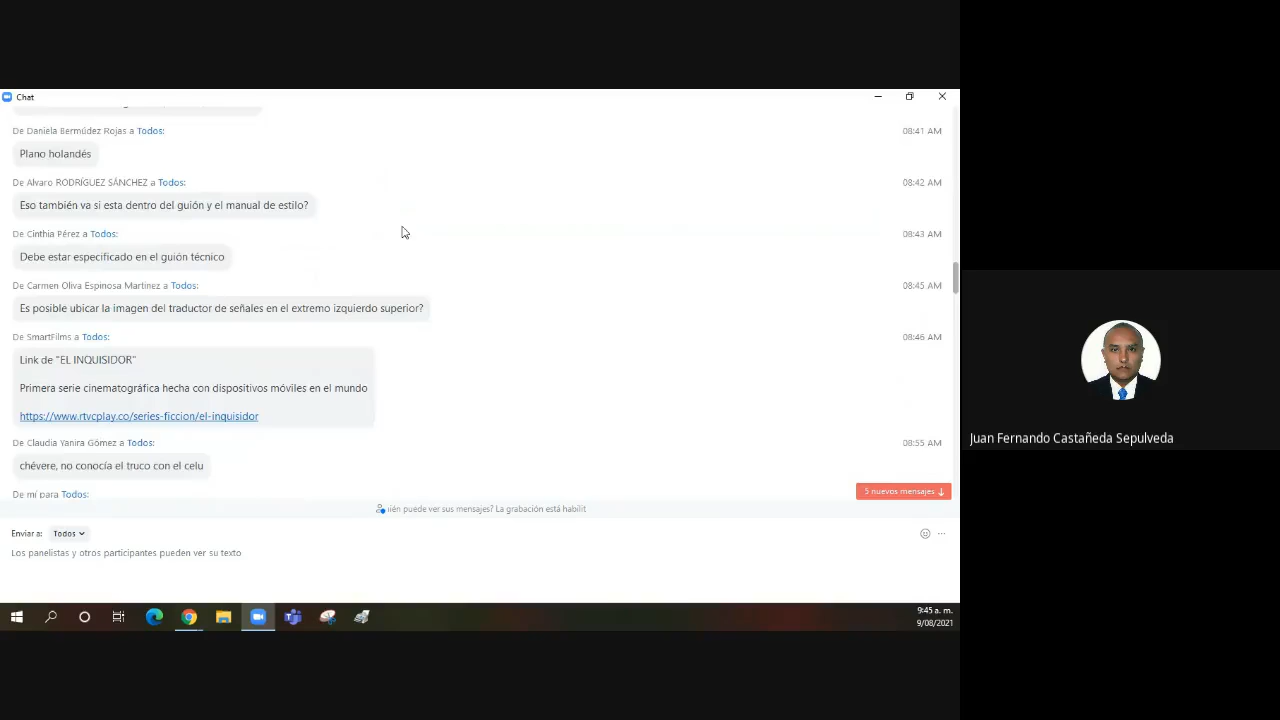 Chat
De Daniela Bermúdez Rojas a Todos:
08:41 AM
Plano holandés
De Alvaro RODRÍGUEZ SÁNCHEZ a Todos:
08:42 AM
Eso también va si esta dentro del guión y el manual de estilo?
De Cinthia Pérez a Todos:
08:43 AM
Debe estar especificado en el guión técnico
De Carmen Oliva Espinosa Martinez a Todos:
08:45 AM
Es posible ubicar la imagen del traductor de señales en el extremo izquierdo superior?
De SmartFilms a Todos:
08:46 AM
Link de "EL INQUISIDOR"
Primera serie cinematográfica hecha con dispositivos móviles en el mundo
https://www.rtvcplay.co/series-ficcion/el-inquisidor
De Claudia Yanira Gómez a Todos:
08:55 AM
chévere, no conocía el truco con el celu
De mí para Todos:
5 nuevos mensajes
ién puede ver sus mensajes? La grabación está habilit
Enviar a: Todos
Los panelistas y otros participantes pueden ver su texto
9:45 a. m.
9/08/2021
Juan Fernando Castañeda Sepulveda